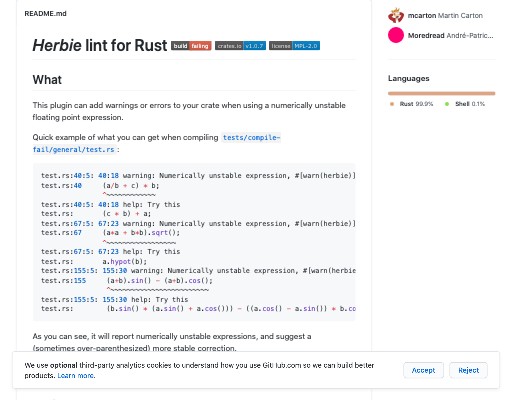 README.md
Herbie lint for Rust build failing crates.io v1.0.7 license MPL-2.0
What
This plugin can add warnings or errors to your crate when using a numerically unstable
floating point expression.
Quick example of what you can get when compiling tests/compile-
fail/general/test.rs :
test.rs:40:5: 40:18 warning: Numerically unstable expression, #[warn(herbie)]
test.rs:40 (a/b + c) * b;
^~~~~~~~~~~~~
test.rs:40:5: 40:18 help: Try this
test.rs: (c * b) + a;
test.rs:67:5: 67:23 warning: Numerically unstable expression, #[warn(herbie)]
test.rs:67 (a*a + b*b).sqrt();
^~~~~~~~~~~~~~~~~~
test.rs:67:5: 67:23 help: Try this
test.rs: a.hypot(b);
test.rs:155:5: 155:30 warning: Numerically unstable expression, #[warn(herbie
test.rs:155 (a+b).sin() – (a+b).cos();
^~~~~~~~~~~~~~~~~~~~~~~~~
test.rs:155:5: 155:30 help: Try this
test.rs: (b.sin() * (a.sin() + a.cos())) – ((a.cos() – a.sin()) * b.co
As you can see, it will report numerically unstable expressions, and suggest a
(sometimes over-parenthesized) more stable correction.
mcarton Martin Carton
Moredread André-Patric...
Languages
Rust 99.9% Shell 0.1%
We use optional third-party analytics cookies to understand how you use GitHub.com so we can build better
products. Learn more.
Accept Reject